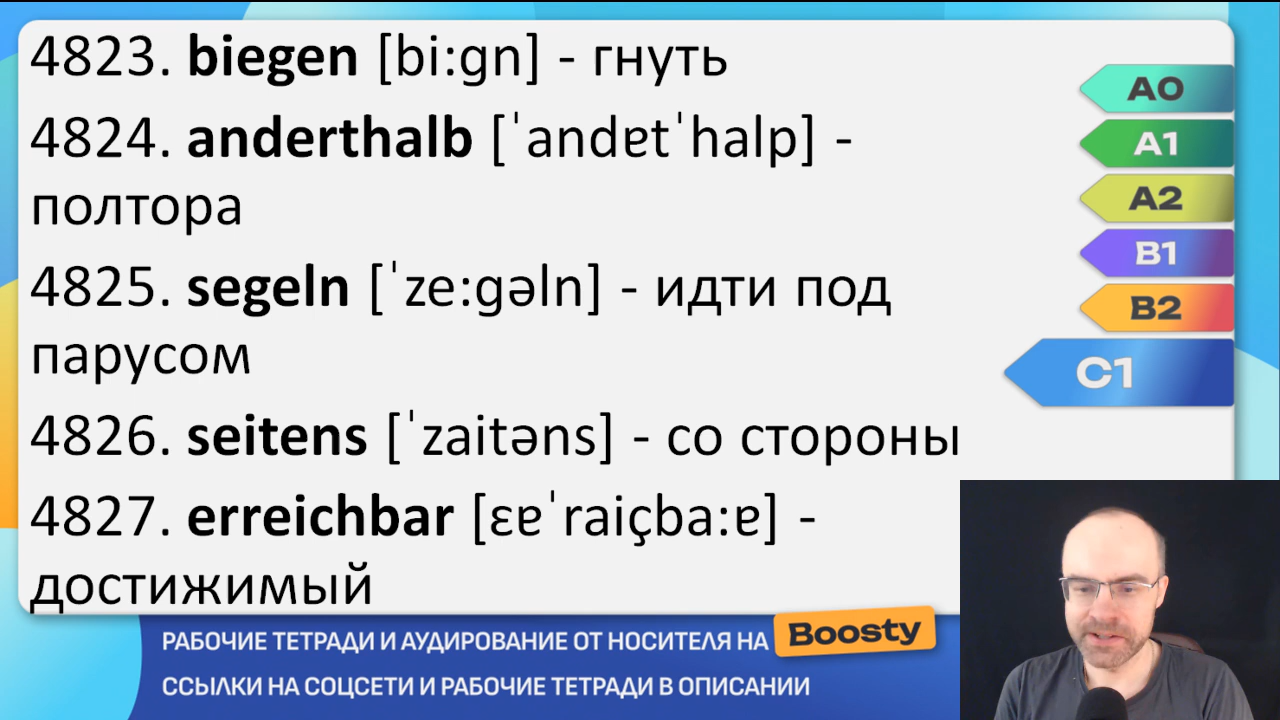 4823. biegen [bi:gn] - гнуть
4824. anderthalb [ˈandɐtˈhalp] -
полтора
4825. segeln [ˈze:gəln] - идти под
парусом
4826. seitens [ˈzaitəns] - со стороны
4827. erreichbar [ɛɐˈraiçba:ɐ] -
достижимый
A0
A1
A2
B1
B2
C1
РАБОЧИЕ ТЕТРАДИ И АУДИРОВАНИЕ ОТ НОСИТЕЛЯ НА Boosty
ССЫЛКИ НА СОЦСЕТИ И РАБОЧИЕ ТЕТРАДИ В ОПИСАНИИ